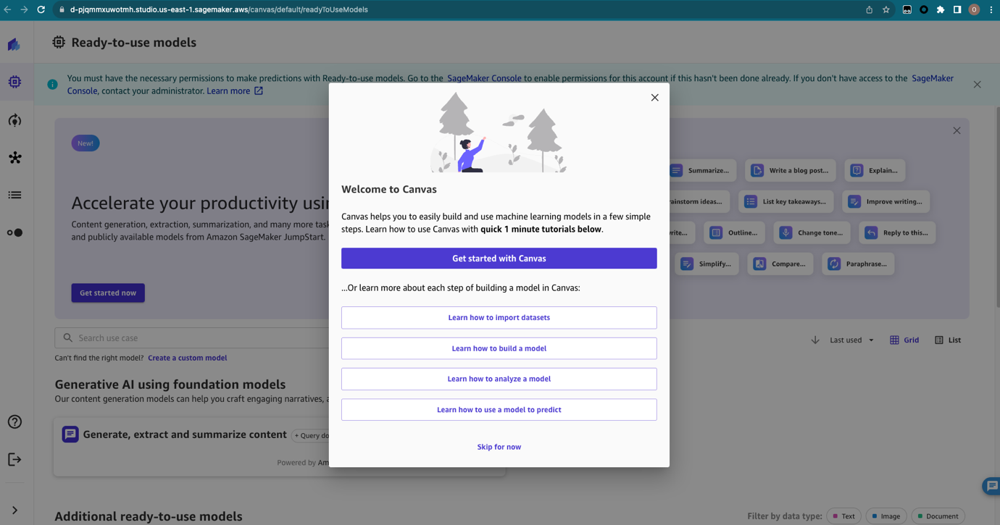 d-pjqmmxuwotmh.studio.us-east-1.sagemaker.aws/canvas/default/readyToUseModels
O
Ready-to-use models
You must have the necessary permissions to make predictions with Ready-to-use models. Go to the SageMaker Console to enable permissions for this account if this hasn't been done already. If you don't have access to the SageMaker
Console, contact your administrator. Learn more
New!
Accelerate your productivity usi
Content generation, extraction, summarization, and many more tas
and publicly available models from Amazon SageMaker JumpStart.
Get started now
Summarize...
Write a blog post...
Explain...
ainstorm ideas...
List key takeaways...
Improve writing...
rite...
Outline...
Change tone...
Reply to this...
Simplify...
Compare...
Paraphrase...
Welcome to Canvas
Canvas helps you to easily build and use machine learning models in a few simple
steps. Learn how to use Canvas with quick 1 minute tutorials below.
Get started with Canvas
...Or learn more about each step of building a model in Canvas:
Learn how to import datasets
Learn how to build a model
Learn how to analyze a model
Learn how to use a model to predict
Skip for now
Search use case
Last used
Grid
List
Can't find the right model? Create a custom model
Generative AI using foundation models
Our content generation models can help you craft engaging narratives,
Generate, extract and summarize content
+ Query do
Powered by Am
Additional ready-to-use models
Filter by data type:
Text
Image
Document